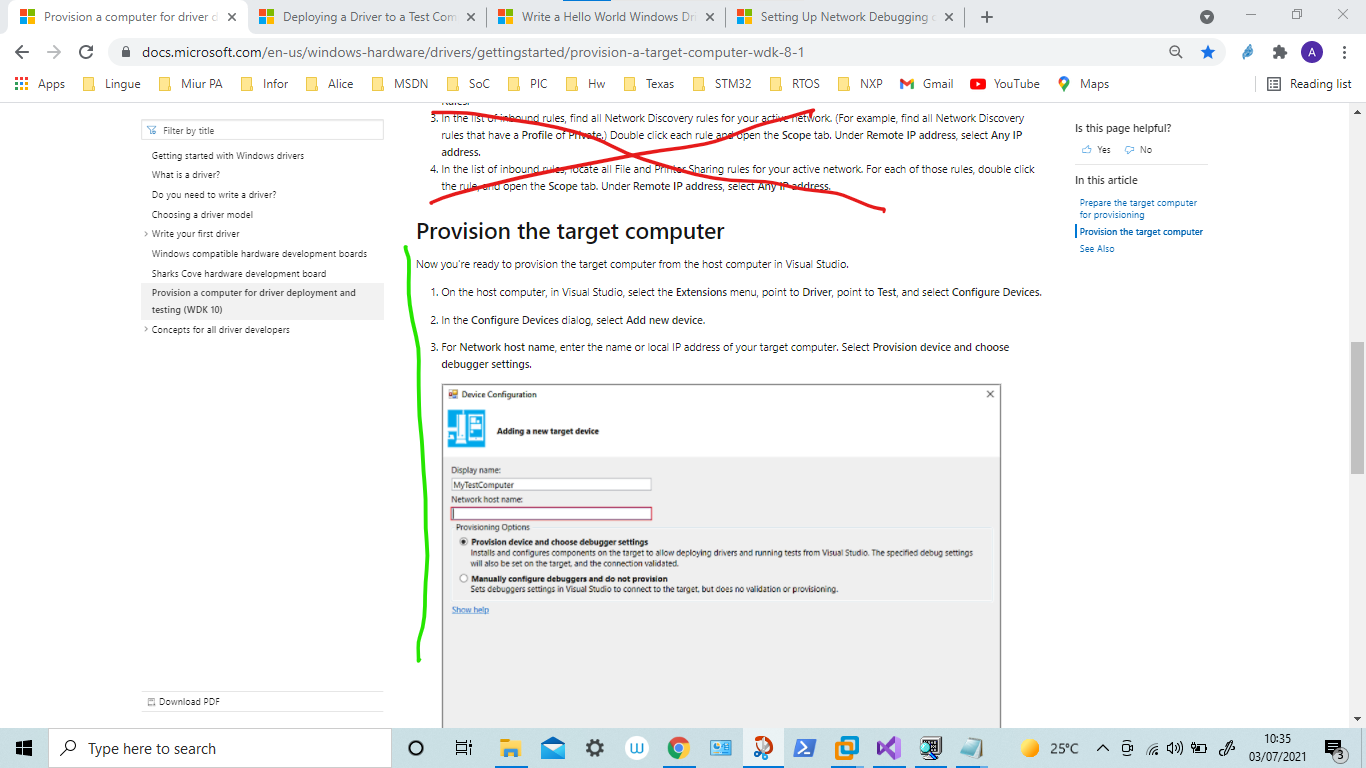 Provision a computer for driver d
Deploying a Driver to a Test Com
Write a Hello World Windows Dri
Setting Up Network Debugging o
docs.microsoft.com/en-us/windows-hardware/drivers/gettingstarted/provision-a-target-computer-wdk-8-1
A
Apps
Lingue
Miur PA
Infor
Alice
MSDN
SoC
PIC
Hw
Texas
STM32
RTOS
NXP
Gmail
YouTube
Maps
Reading list
Filter by title
Getting started with Windows drivers
What is a driver?
Do you need to write a driver?
Choosing a driver model
Write your first driver
Windows compatible hardware development boards
Sharks Cove hardware development board
Provision a computer for driver deployment and
testing (WDK 10)
Concepts for all driver developers
Download PDF
Rules.
3. In the list of inbound rules, find all Network Discovery rules for your active network. (For example, find all Network Discovery
rules that have a Profile of Private.) Double click each rule and open the Scope tab. Under Remote IP address, select Any IP
address.
4. In the list of inbound rules, locate all File and Printer Sharing rules for your active network. For each of those rules, double click
the rule, and open the Scope tab. Under Remote IP address, select Any IP address.
Provision the target computer
Now you're ready to provision the target computer from the host computer in Visual Studio.
1. On the host computer, in Visual Studio, select the Extensions menu, point to Driver, point to Test, and select Configure Devices.
2. In the Configure Devices dialog, select Add new device.
3. For Network host name, enter the name or local IP address of your target computer. Select Provision device and choose
debugger settings.
Device Configuration
Adding a new target device
Display name:
MyTestComputer
Network host name:
Provisioning Options
Provision device and choose debugger settings
Installs and configures components on the target to allow deploying drivers and running tests from Visual Studio. The specified debug settings
will also be set on the target, and the connection validated.
Manually configure debuggers and do not provision
Sets debuggers settings in Visual Studio to connect to the target, but does no validation or provisioning.
Show help
Is this page helpful?
Yes
No
In this article
Prepare the target computer
for provisioning
Provision the target computer
See Also
Type here to search
25°C
10:35
03/07/2021
3